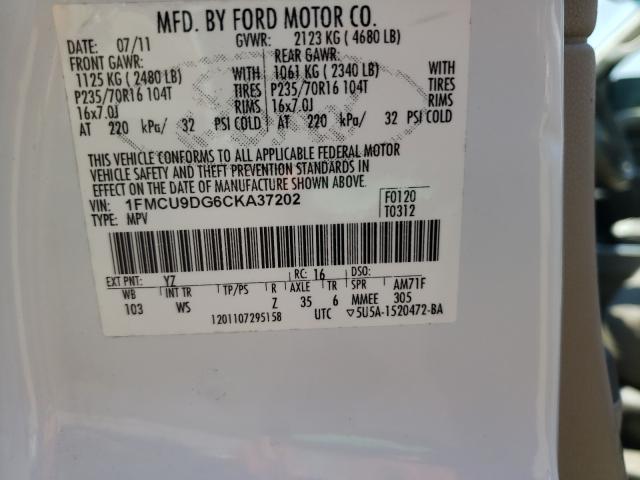 MFD. BY FORD MOTOR CO.
DATE: 07/11 GVWR: 2123 KG (4680 LB)
FRONT GAWR: REAR GAWR:
1125 KG (2480 LB) WITH 1061 KG (2340 LB) WITH
P235/70R16 104T TIRES P235/70R16 104T TIRES
16x7.0J RIMS 16x7.0J RIMS
AT 220 kPa/ 32 PSI COLD AT 220 kPa/ 32 PSI COLD
THIS VEHICLE CONFORMS TO ALL APPLICABLE FEDERAL MOTOR
VEHICLE SAFETY AND THEFT PREVENTION STANDARDS IN
EFFECT ON THE DATE OF MANUFACTURE SHOWN ABOVE.
VIN: 1FMCU9DG6CKA37202 F0120
TYPE: MPV T0312
EXT PNT: YZ RC: 16 DSO:
WB INT TR TP/PS R AXLE TR SPR AM71F
103 WS Z 35 6 MMEE 305
1201107295158 UTC ▽5U5A-1520472-BA